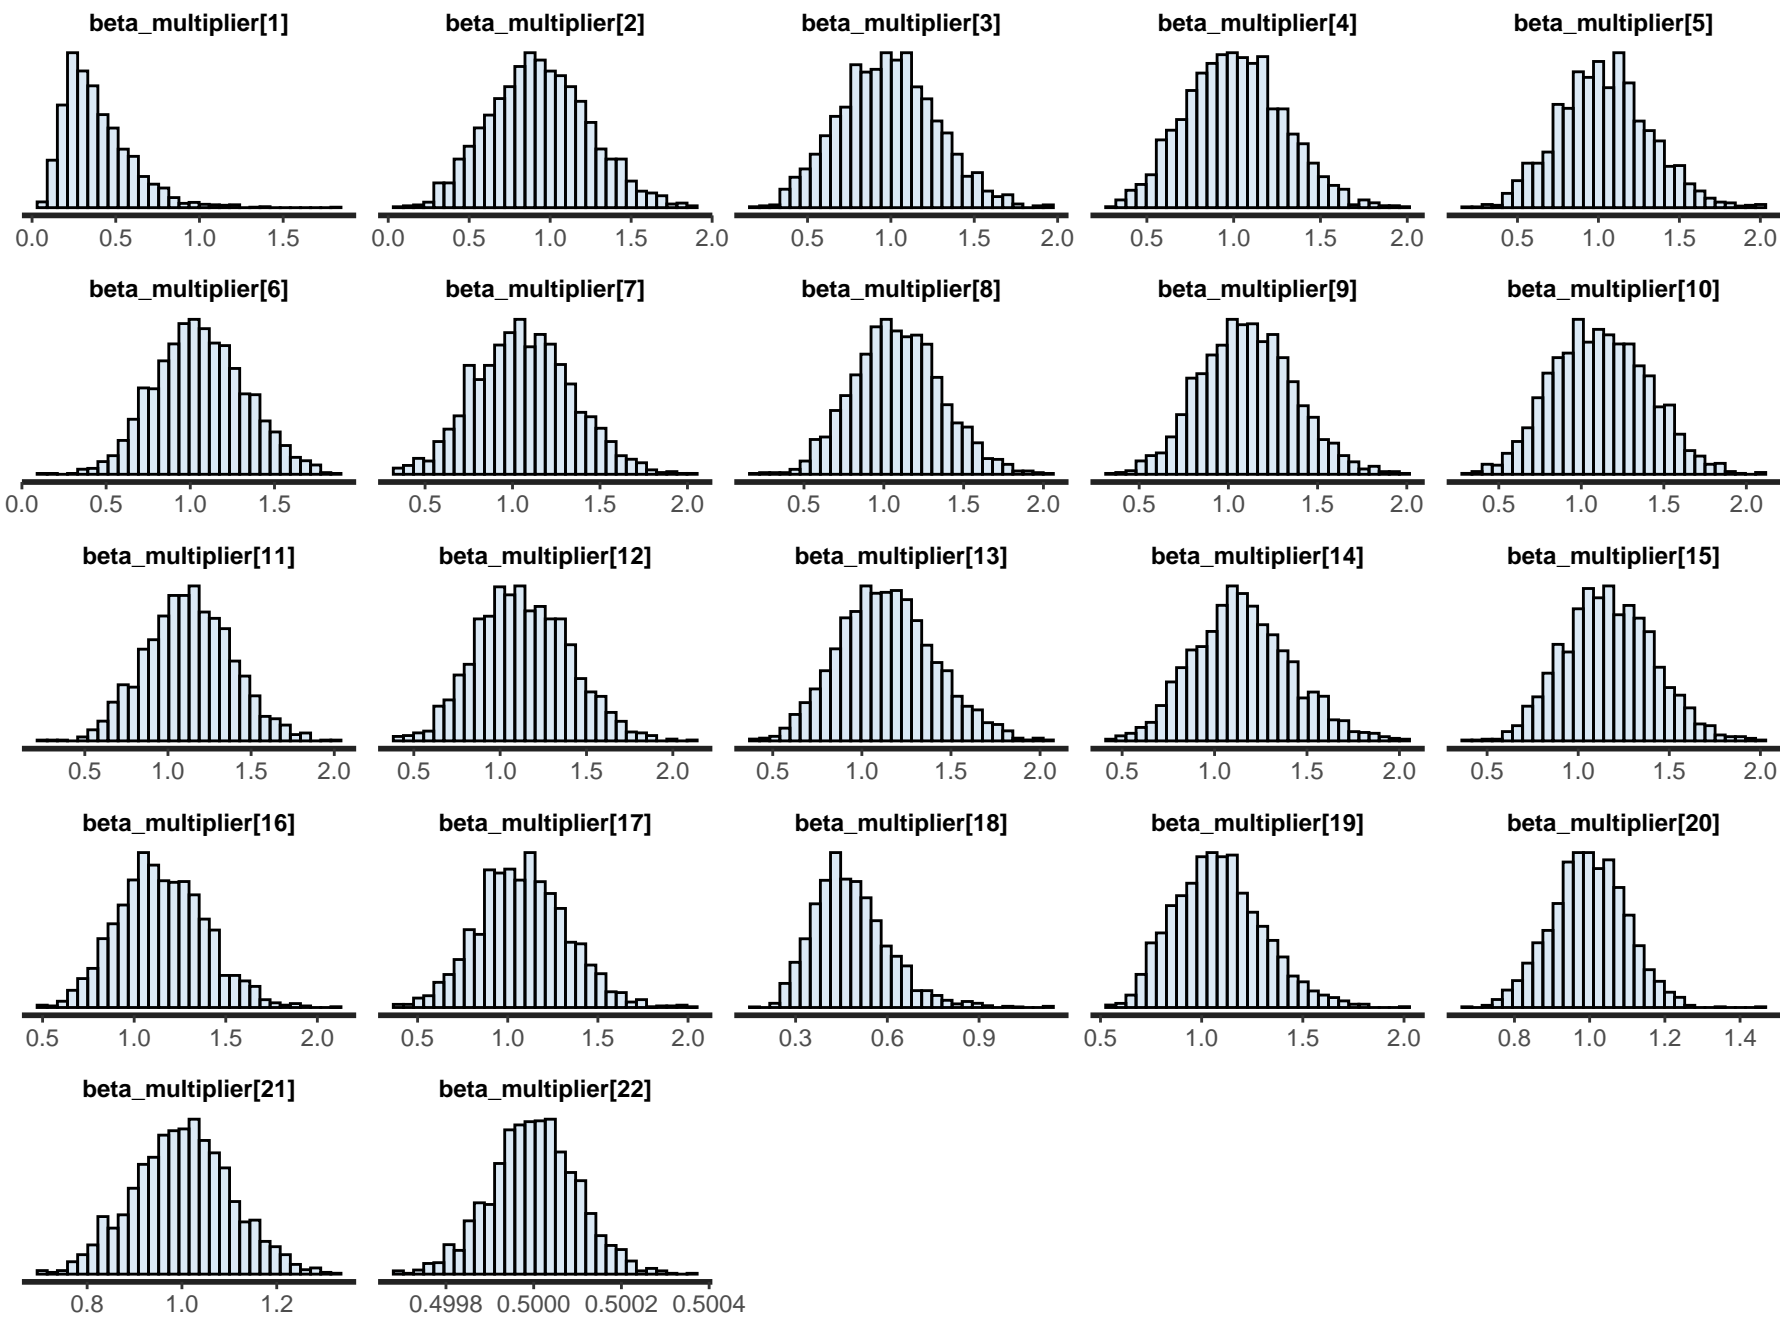 beta_multiplier[1] beta_multiplier[2] beta_multiplier[3] beta_multiplier[4] beta_multiplier[5]
0.0 0.5 1.0 1.5 0.0 0.5 1.0 1.5 2.0 0.5 1.0 1.5 2.0 0.5 1.0 1.5 2.0 0.5 1.0 1.5 2.0
beta_multiplier[6] beta_multiplier[7] beta_multiplier[8] beta_multiplier[9] beta_multiplier[10]
0.0 0.5 1.0 1.5 0.5 1.0 1.5 2.0 0.5 1.0 1.5 2.0 0.5 1.0 1.5 2.0 0.5 1.0 1.5 2.0
beta_multiplier[11] beta_multiplier[12] beta_multiplier[13] beta_multiplier[14] beta_multiplier[15]
0.5 1.0 1.5 2.0 0.5 1.0 1.5 2.0 0.5 1.0 1.5 2.0 0.5 1.0 1.5 2.0 0.5 1.0 1.5 2.0
beta_multiplier[16] beta_multiplier[17] beta_multiplier[18] beta_multiplier[19] beta_multiplier[20]
0.5 1.0 1.5 2.0 0.5 1.0 1.5 2.0 0.3 0.6 0.9 0.5 1.0 1.5 2.0 0.8 1.0 1.2 1.4
beta_multiplier[21] beta_multiplier[22]
0.8 1.0 1.2 0.4998 0.5000 0.5002 0.5004